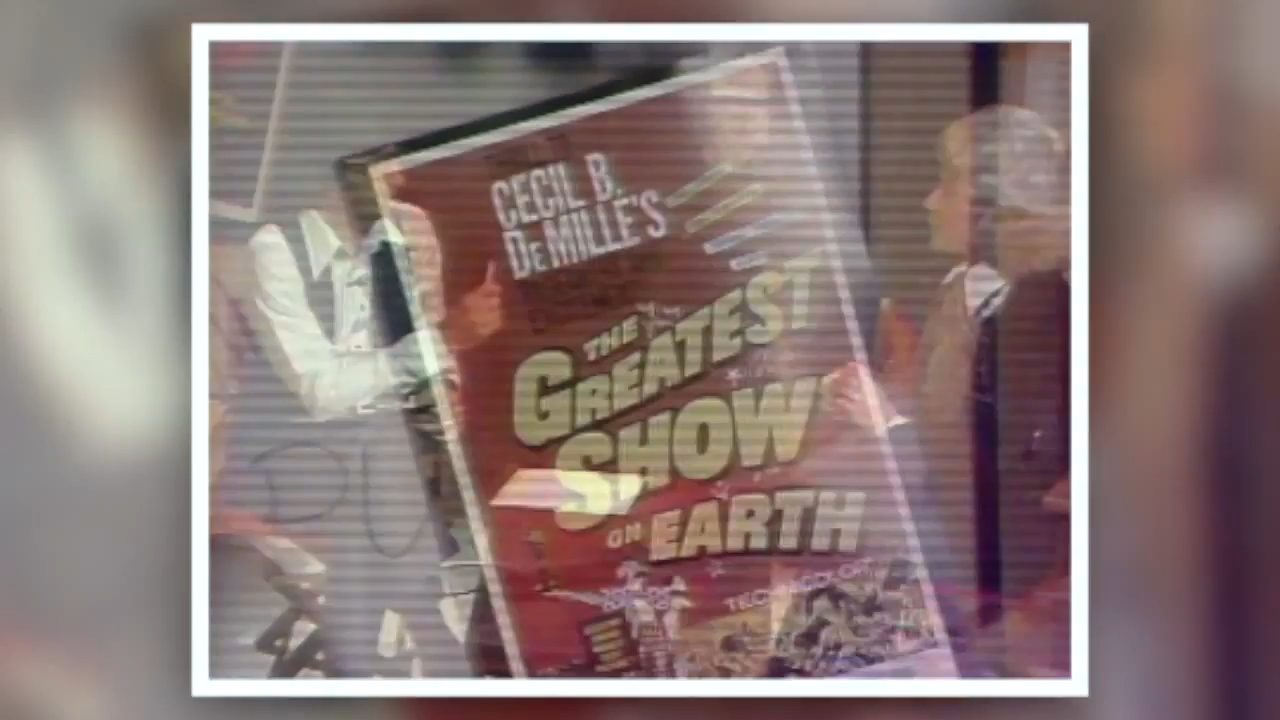 CECIL B.
DEMILLE'S
THE
GREATEST
SHOW
ON EARTH
TECHNICOLOR